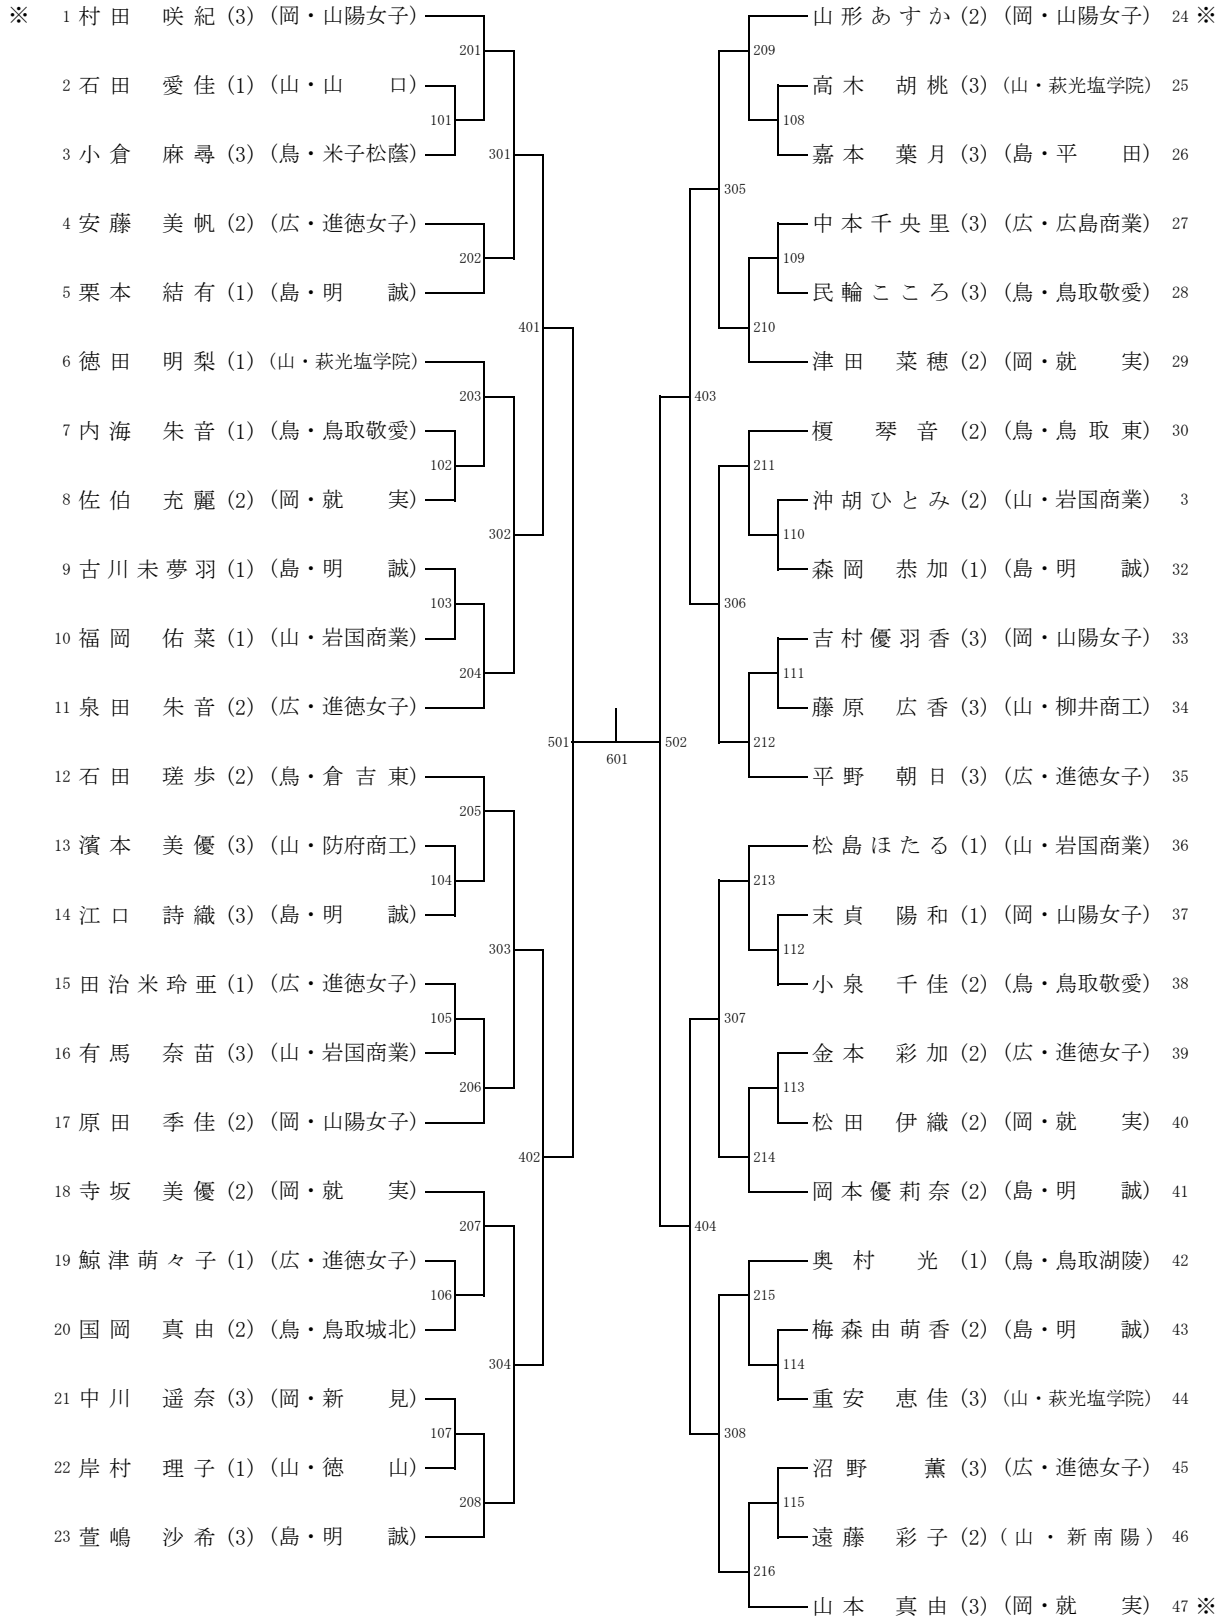 ※ 1 村田 咲紀 (3) (岡・山陽女子)
201
2 石田 愛佳 (1) (山・山 口)
101
3 小倉 麻尋 (3) (鳥・米子松蔭)
301
4 安藤 美帆 (2) (広・進徳女子)
202
5 栗本 結有 (1) (島・明 誠)
401
6 徳田 明梨 (1) (山・萩光塩学院)
203
7 内海 朱音 (1) (鳥・鳥取敬愛)
102
8 佐伯 充麗 (2) (岡・就 実)
302
9 古川未夢羽 (1) (島・明 誠)
103
10 福岡 佑菜 (1) (山・岩国商業)
204
11 泉田 朱音 (2) (広・進徳女子)
501
601
12 石田 瑳歩 (2) (鳥・倉吉東)
205
13 濱本 美優 (3) (山・防府商工)
104
14 江口 詩織 (3) (島・明 誠)
303
15 田治米玲亜 (1) (広・進徳女子)
105
16 有馬 奈苗 (3) (山・岩国商業)
206
17 原田 季佳 (2) (岡・山陽女子)
402
18 寺坂 美優 (2) (岡・就 実)
207
19 鯨津萌々子 (1) (広・進徳女子)
106
20 国岡 真由 (2) (鳥・鳥取城北)
304
21 中川 遥奈 (3) (岡・新 見)
107
22 岸村 理子 (1) (山・徳 山)
208
23 萱嶋 沙希 (3) (島・明 誠)
山形あすか (2) (岡・山陽女子) 24 ※
209
高木 胡桃 (3) (山・萩光塩学院) 25
108
嘉本 葉月 (3) (島・平 田) 26
305
中本千央里 (3) (広・広島商業) 27
109
民輪こころ (3) (鳥・鳥取敬愛) 28
210
津田 菜穂 (2) (岡・就 実) 29
403
榎 琴音 (2) (鳥・鳥取東) 30
211
沖胡ひとみ (2) (山・岩国商業) 3
110
森岡 恭加 (1) (島・明 誠) 32
306
吉村優羽香 (3) (岡・山陽女子) 33
111
藤原 広香 (3) (山・柳井商工) 34
502
212
平野 朝日 (3) (広・進徳女子) 35
松島ほたる (1) (山・岩国商業) 36
213
末貞 陽和 (1) (岡・山陽女子) 37
112
小泉 千佳 (2) (鳥・鳥取敬愛) 38
307
金本 彩加 (2) (広・進徳女子) 39
113
松田 伊織 (2) (岡・就 実) 40
214
岡本優莉奈 (2) (島・明 誠) 41
404
奥村 光 (1) (鳥・鳥取湖陵) 42
215
梅森由萌香 (2) (島・明 誠) 43
114
重安 恵佳 (3) (山・萩光塩学院) 44
308
沼野 薫 (3) (広・進徳女子) 45
115
遠藤 彩子 (2) (山・新南陽) 46
216
山本 真由 (3) (岡・就 実) 47 ※